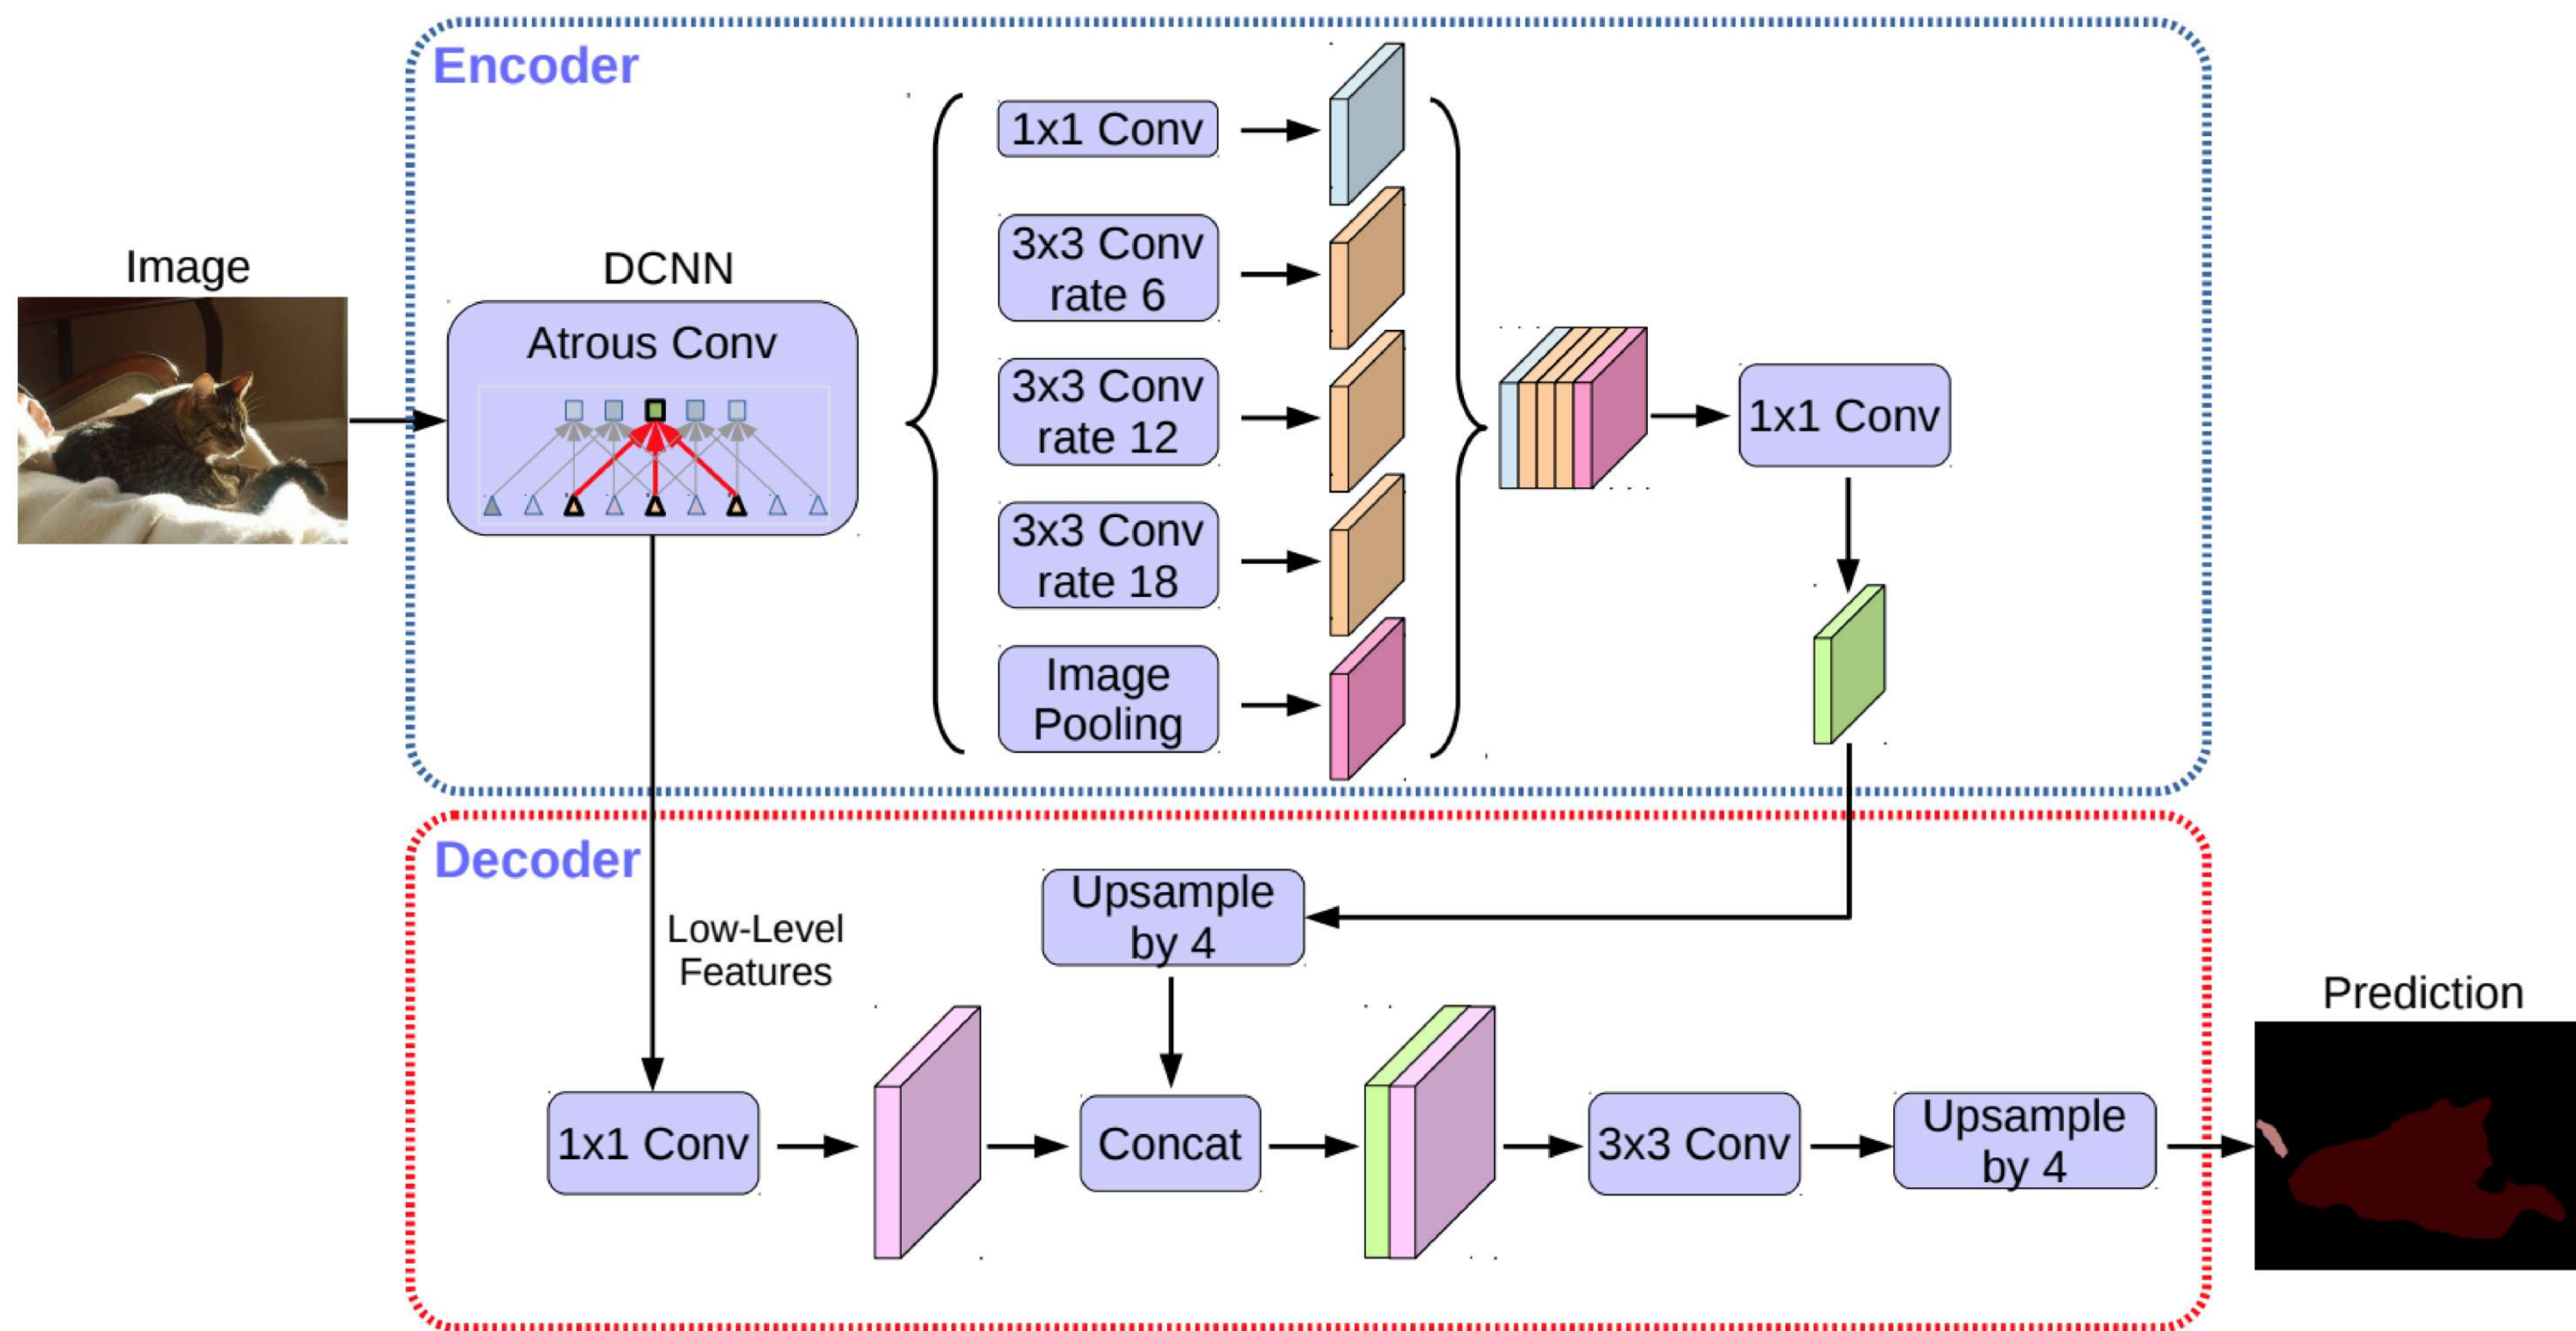 Encoder
Image
DCNN
Atrous Conv
1x1 Conv
3x3 Conv
rate 6
3x3 Conv
rate 12
3x3 Conv
rate 18
Image
Pooling
1x1 Conv
Decoder
Low-Level
Features
Upsample
by 4
1x1 Conv
Concat
3x3 Conv
Upsample
by 4
Prediction